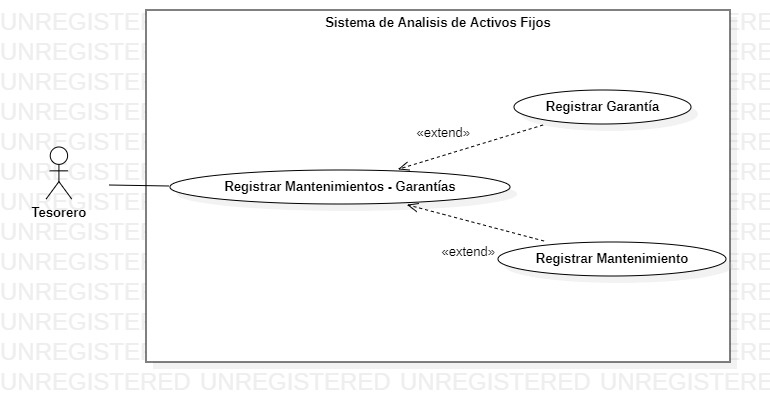 Sistema de Analisis de Activos Fijos
Registrar Garantía
«extend»
Registrar Mantenimientos - Garantías
Tesorero
«extend»
Registrar Mantenimiento
UNREGISTERED UNREGISTERED UNREGISTERED UNREGISTERED